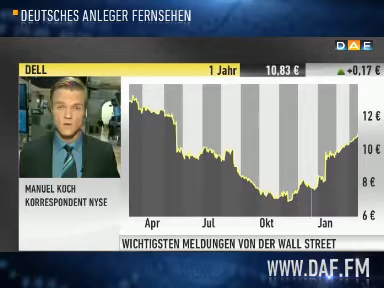 DEUTSCHES ANLEGER FERNSEHEN
DAF
DELL 1 Jahr 10,83 € +0,17 €
12 €
10 €
8 €
6 €
Apr Jul Okt Jan
MANUEL KOCH
KORRESPONDENT NYSE
WICHTIGSTEN MELDUNGEN VON DER WALL STREET
WWW.DAF.FM